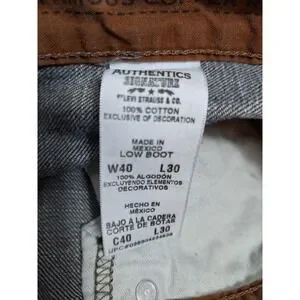 AUTHENTICS
SIGNATURE
BY LEVI STRAUSS & CO.
100% COTTON
EXCLUSIVE OF DECORATION
MADE IN
MEXICO
LOW BOOT
W40 L30
100% ALGODÓN
EXCLUYENDO ELEMENTOS
DECORATIVOS
HECHO EN
MÉXICO
BAJO A LA CADERA
CORTE DE BOTAS
C40 L30